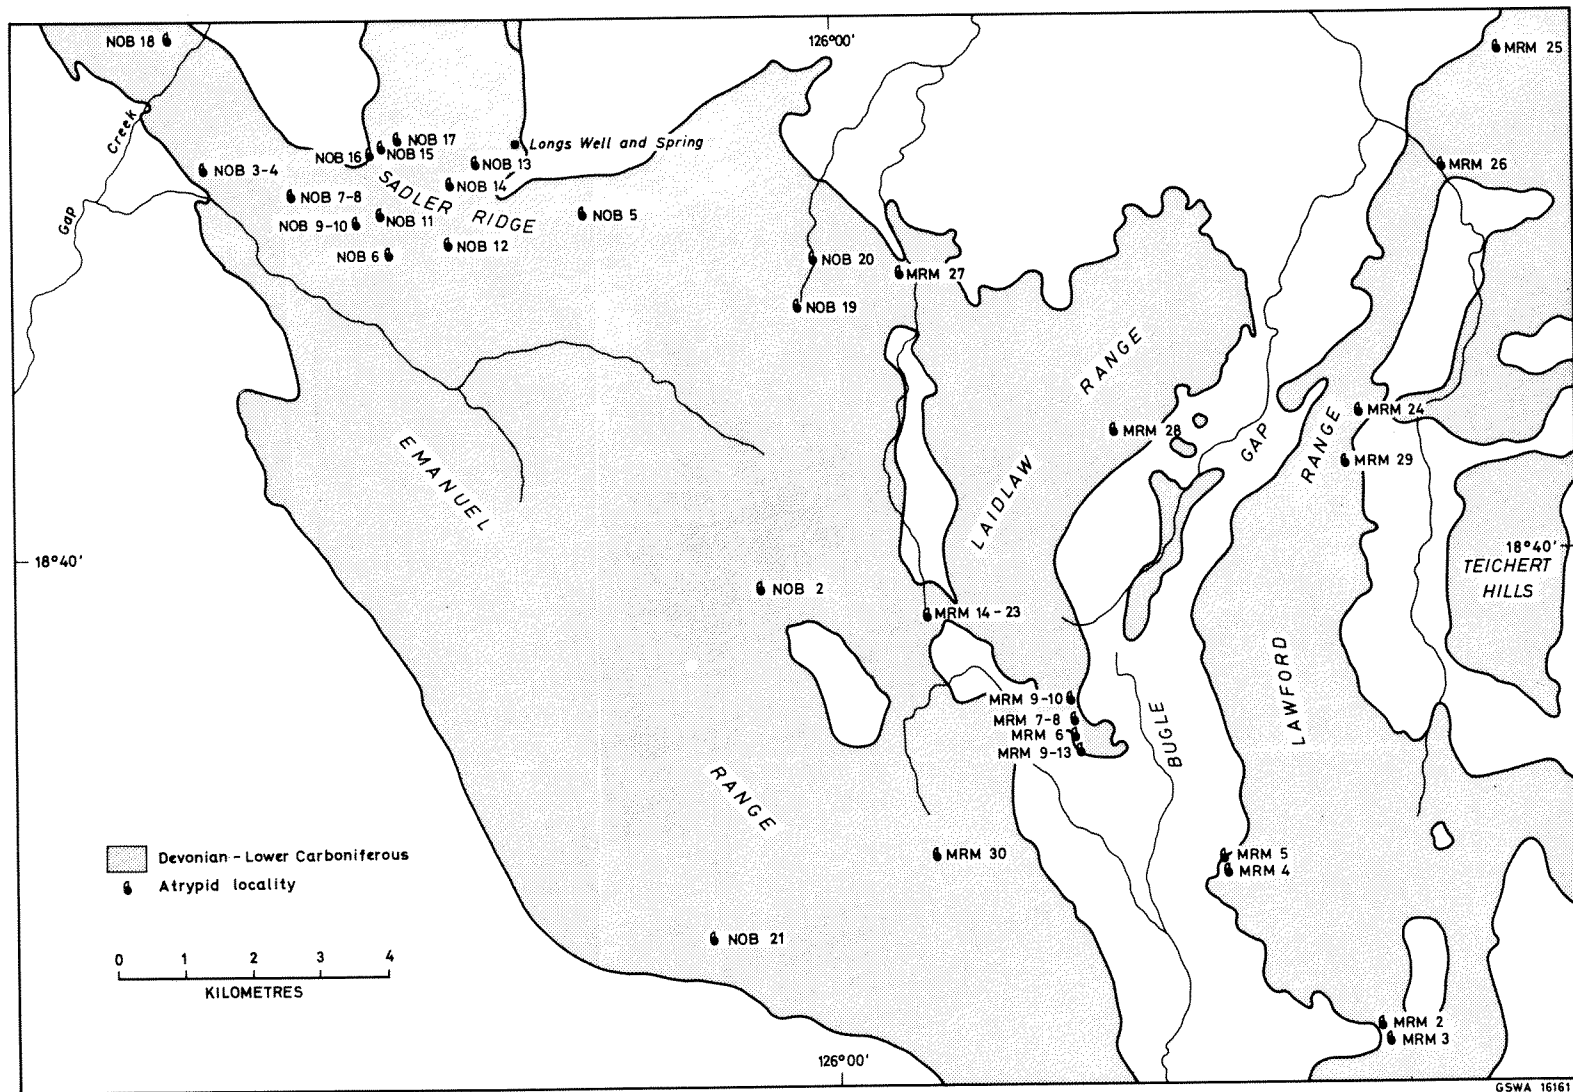 126°00'
NOB 18
MRM 25
Creek
NOB 17
Longs Well and Spring
NOB 16
NOB 15
NOB 13
MRM 26
NOB 3-4
NOB 14
SADLER RIDGE
NOB 7-8
NOB 5
Gap
NOB 9-10
NOB 11
NOB 12
NOB 6
NOB 20
MRM 27
NOB 19
LAIDLAW RANGE
MRM 24
MRM 28
BUGLE GAP
LAWFORD RANGE
MRM 29
EMANUEL RANGE
18°40'
18°40'
TEICHERT
HILLS
NOB 2
MRM 14-23
MRM 9-10
MRM 7-8
MRM 6
MRM 9-13
MRM 30
MRM 5
MRM 4
Devonian - Lower Carboniferous
Atrypid locality
NOB 21
0 1 2 3 4
KILOMETRES
MRM 2
MRM 3
126°00'
GSWA 16161